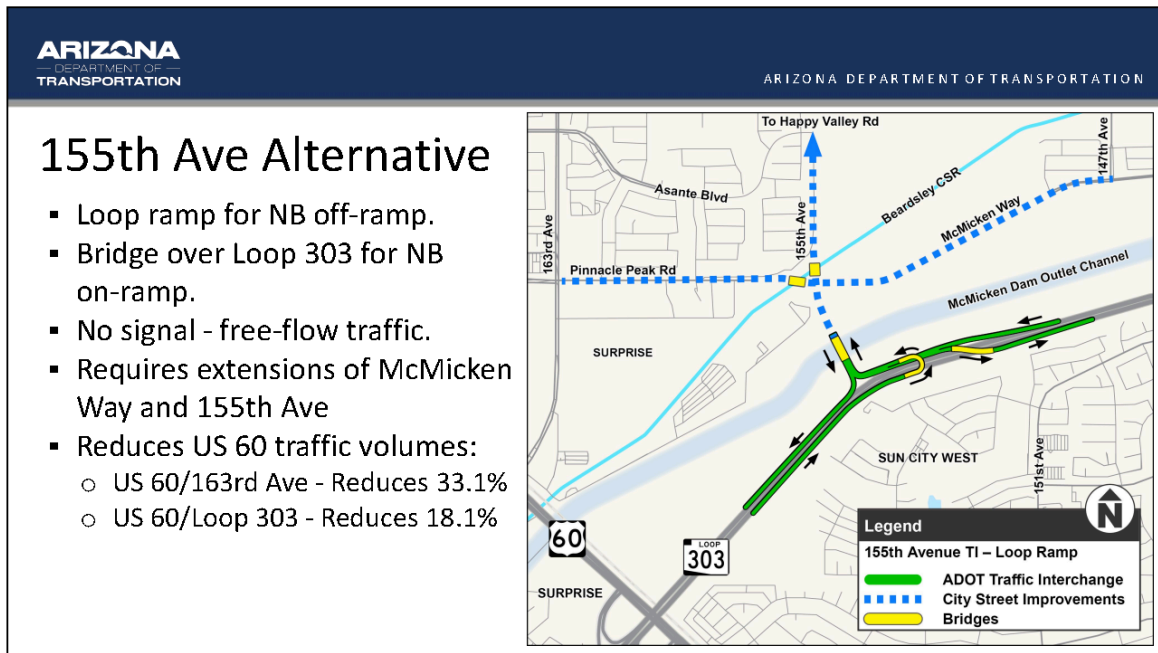 ARIZONA
DEPARTMENT OF
TRANSPORTATION
ARIZONA DEPARTMENT OF TRANSPORTATION
155th Ave Alternative
▪ Loop ramp for NB off-ramp.
▪ Bridge over Loop 303 for NB
on-ramp.
▪ No signal - free-flow traffic.
▪ Requires extensions of McMicken
Way and 155th Ave
▪ Reduces US 60 traffic volumes:
o US 60/163rd Ave - Reduces 33.1%
o US 60/Loop 303 - Reduces 18.1%
To Happy Valley Rd
147th Ave
Asante Blvd
Beardsley CSR
163rd Ave
155th Ave
McMicken Way
Pinnacle Peak Rd
McMicken Dam Outlet Channel
SURPRISE
SUN CITY WEST
151st Ave
60
LOOP
303
SURPRISE
N
Legend
155th Avenue TI – Loop Ramp
ADOT Traffic Interchange
City Street Improvements
Bridges